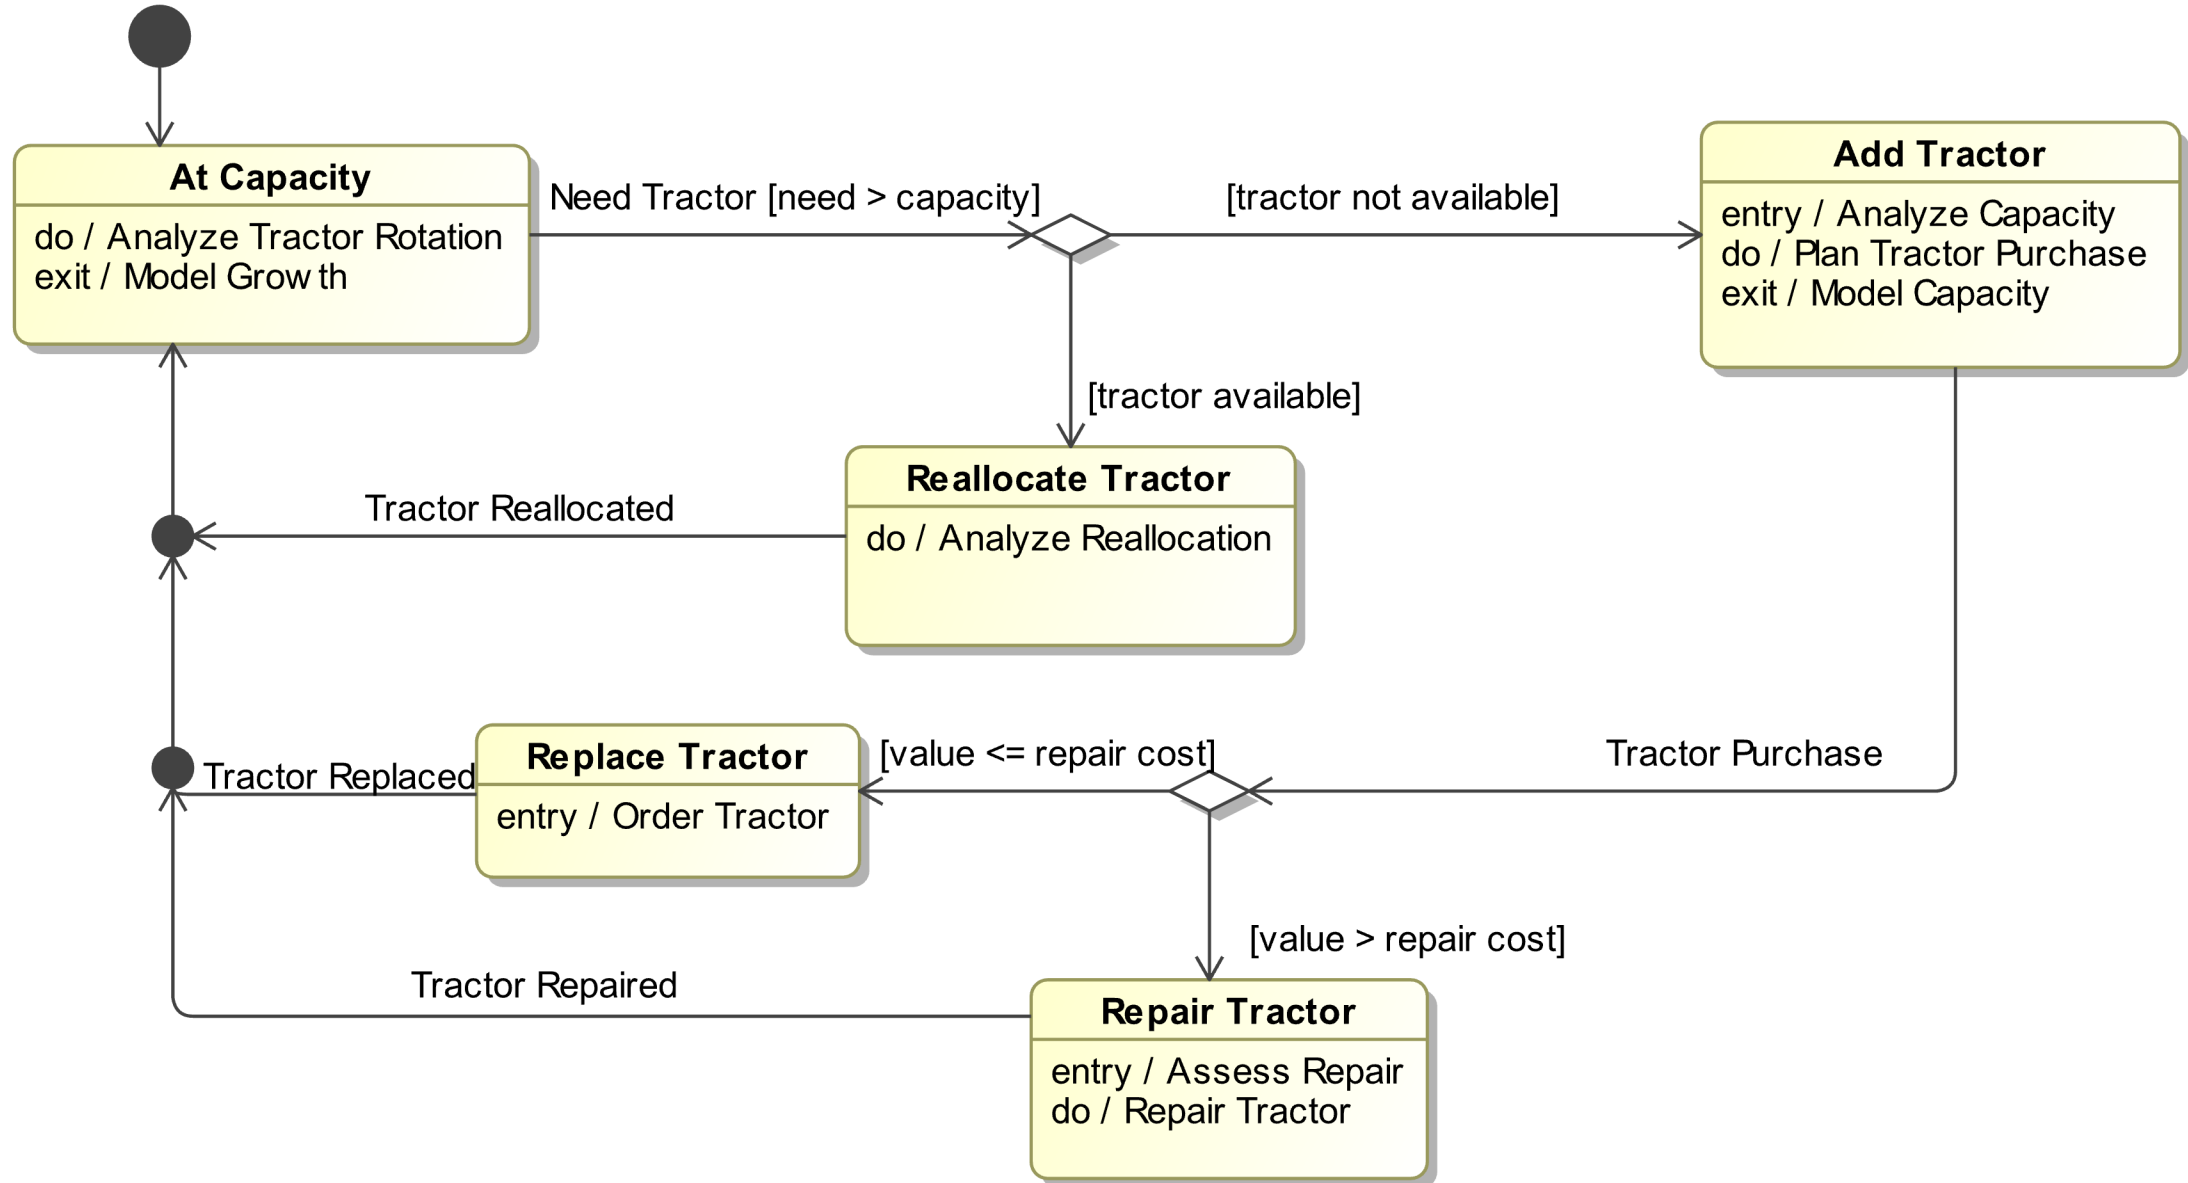 At Capacity
do / Analyze Tractor Rotation
exit / Model Growth
Need Tractor [need > capacity]
[tractor not available]
Add Tractor
entry / Analyze Capacity
do / Plan Tractor Purchase
exit / Model Capacity
[tractor available]
Reallocate Tractor
do / Analyze Reallocation
Tractor Reallocated
Replace Tractor
entry / Order Tractor
Tractor Replaced
[value <= repair cost]
Tractor Purchase
[value > repair cost]
Tractor Repaired
Repair Tractor
entry / Assess Repair
do / Repair Tractor